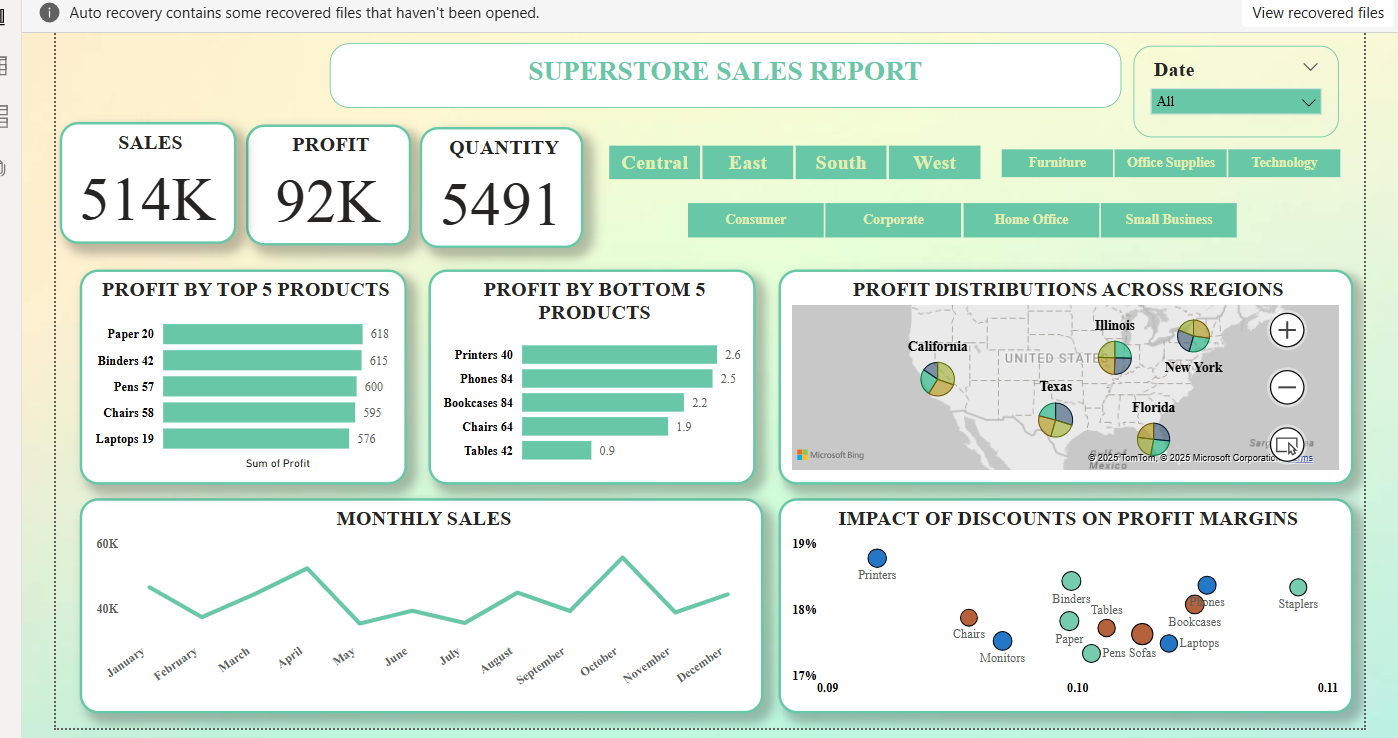 Auto recovery contains some recovered files that haven't been opened.
View recovered files
SUPERSTORE SALES REPORT
Date
All
SALES
514K
PROFIT
92K
QUANTITY
5491
Central
East
South
West
Furniture
Office Supplies
Technology
Consumer
Corporate
Home Office
Small Business
PROFIT BY TOP 5 PRODUCTS
Paper 20
618
Binders 42
615
Pens 57
600
Chairs 58
595
Laptops 19
576
Sum of Profit
PROFIT BY BOTTOM 5
PRODUCTS
Printers 40
2.6
Phones 84
2.5
Bookcases 84
2.2
Chairs 64
1.9
Tables 42
0.9
PROFIT DISTRIBUTIONS ACROSS REGIONS
Illinois
California
UNITED STATE
New York
Texas
Florida
Microsoft Bing
© 2025 TomTom, © 2025 Microsoft Corporation
Mexico
MONTHLY SALES
60K
40K
January
February
March
April
May
June
July
August
September
October
November
December
IMPACT OF DISCOUNTS ON PROFIT MARGINS
19%
18%
17%
Printers
Binders
Phones
Staplers
Tables
Bookcases
Chairs
Paper
Monitors
Pens
Sofas
Laptops
0.09
0.10
0.11